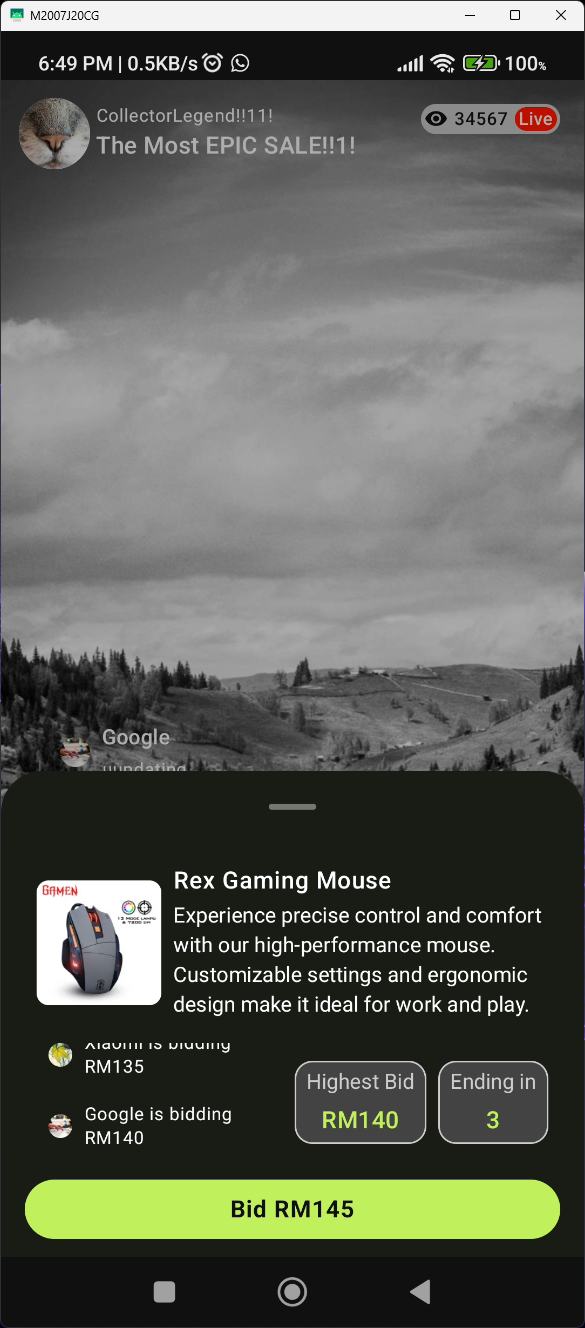 M2007J20CG
6:49 PM | 0.5KB/s
100%
CollectorLegend!!11!
The Most EPIC SALE!!1!
34567 Live
Google
uundating
Rex Gaming Mouse
Experience precise control and comfort
with our high-performance mouse.
Customizable settings and ergonomic
design make it ideal for work and play.
GAMEN
Xiaomi is bidding
RM135
Google is bidding
RM140
Highest Bid
RM140
Ending in
3
Bid RM145